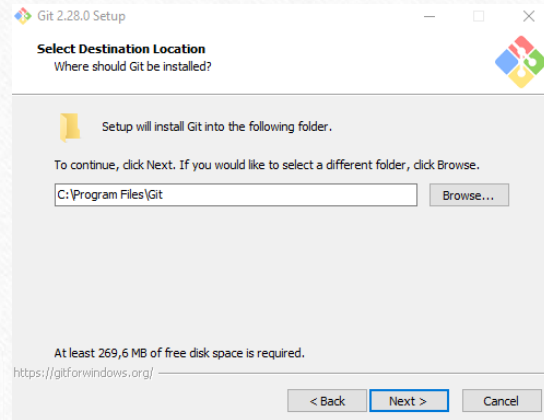 Git 2.28.0 Setup
Select Destination Location
Where should Git be installed?
Setup will install Git into the following folder.
To continue, click Next. If you would like to select a different folder, click Browse.
C:\Program Files\Git
Browse...
At least 269,6 MB of free disk space is required.
https://gitforwindows.org/
< Back
Next >
Cancel